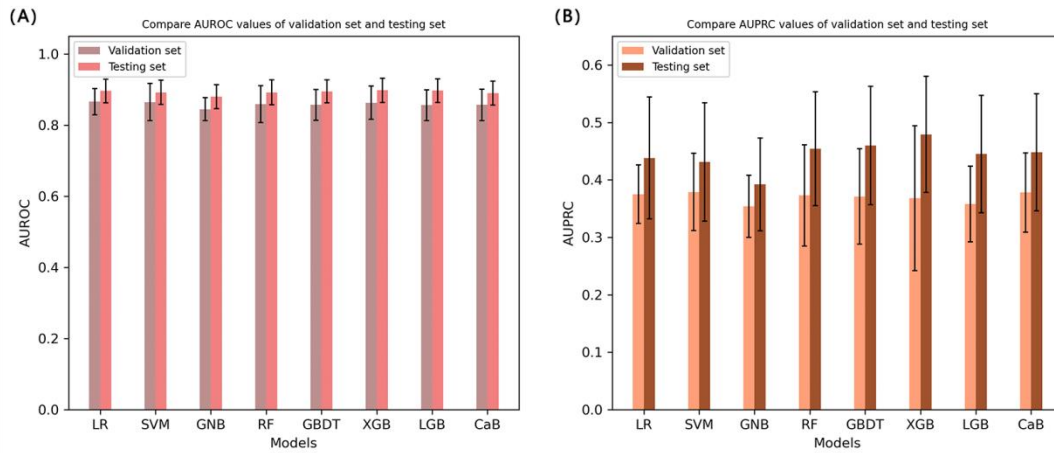 (A)
Compare AUROC values of validation set and testing set
Validation set
Testing set
1.0
0.8
0.6
0.4
0.2
0.0
AUROC
LR SVM GNB RF GBDT XGB LGB CaB
Models
(B)
Compare AUPRC values of validation set and testing set
Validation set
Testing set
0.6
0.5
0.4
0.3
0.2
0.1
0.0
AUPRC
LR SVM GNB RF GBDT XGB LGB CaB
Models